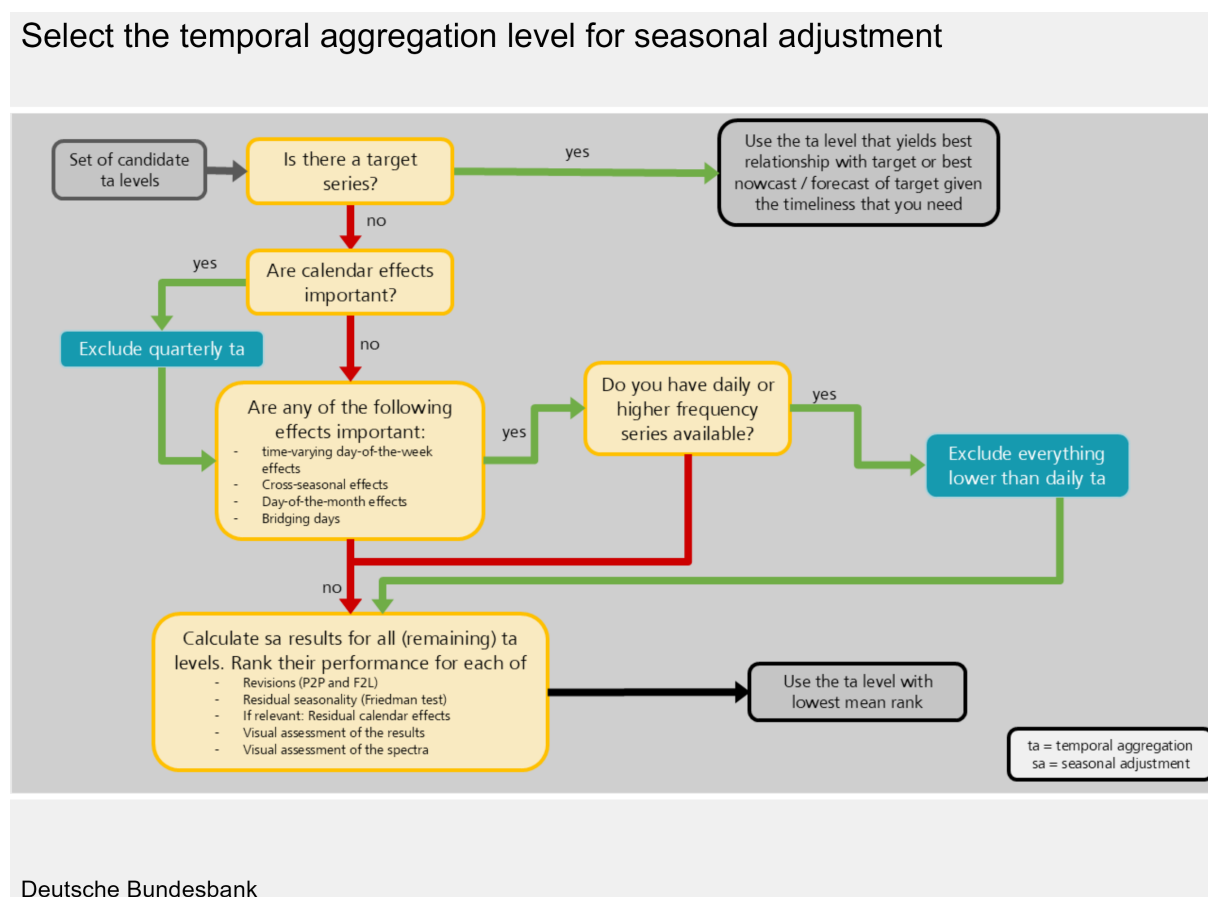 Select the temporal aggregation level for seasonal adjustment
Set of candidate
ta levels
Is there a target
series?
yes
Use the ta level that yields best
relationship with target or best
nowcast / forecast of target given
the timeliness that you need
no
Are calendar effects
important?
yes
Exclude quarterly ta
no
Are any of the following
effects important:
- time-varying day-of-the-week
effects
- Cross-seasonal effects
- Day-of-the-month effects
- Bridging days
yes
Do you have daily or
higher frequency
series available?
yes
Exclude everything
lower than daily ta
no
Calculate sa results for all (remaining) ta
levels. Rank their performance for each of
- Revisions (P2P and F2L)
- Residual seasonality (Friedman test)
- If relevant: Residual calendar effects
- Visual assessment of the results
- Visual assessment of the spectra
Use the ta level with
lowest mean rank
ta = temporal aggregation
sa = seasonal adjustment
Deutsche Bundesbank